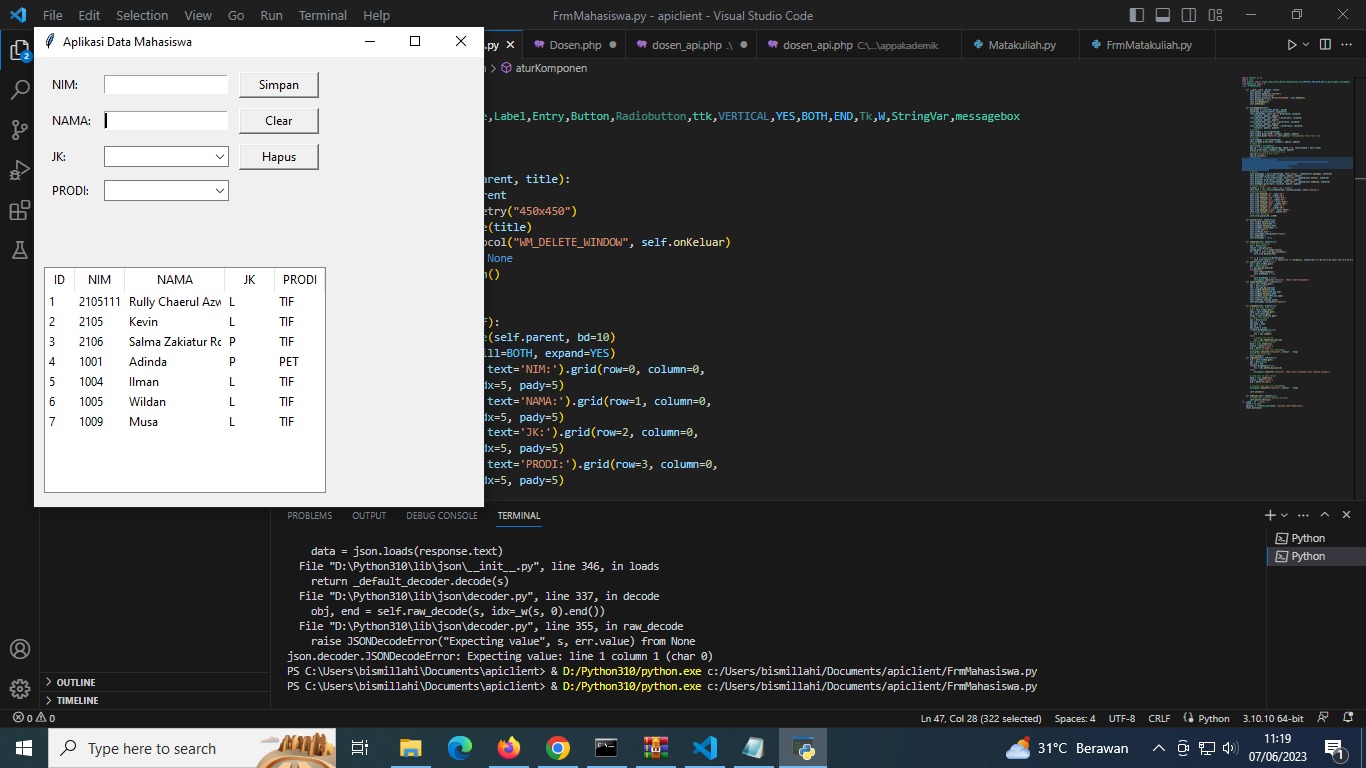 File Edit Selection View Go Run Terminal Help
FrmMahasiswa.py - apiclient - Visual Studio Code
Aplikasi Data Mahasiswa
.py
Dosen.php
dosen_api.php .\
dosen_api.php C:\...\appakademik
Matakuliah.py
FrmMatakuliah.py
2
aturKomponen
NIM:
Simpan
NAMA:
Clear
JK:
Hapus
PRODI:
ID NIM NAMA JK PRODI
1 2105111 Rully Chaerul Azw L TIF
2 2105 Kevin L TIF
3 2106 Salma Zakiatur Ro P TIF
4 1001 Adinda P PET
5 1004 Ilman L TIF
6 1005 Wildan L TIF
7 1009 Musa L TIF
e,Label,Entry,Button,Radiobutton,ttk,VERTICAL,YES,BOTH,END,Tk,W,StringVar,messagebox
arent, title):
rent
etry("450x450")
e(title)
ocol("WM_DELETE_WINDOW", self.onKeluar)
None
n()
f):
e(self.parent, bd=10)
ill=BOTH, expand=YES)
text='NIM:').grid(row=0, column=0,
dx=5, pady=5)
text='NAMA:').grid(row=1, column=0,
dx=5, pady=5)
text='JK:').grid(row=2, column=0,
dx=5, pady=5)
text='PRODI:').grid(row=3, column=0,
dx=5, pady=5)
PROBLEMS OUTPUT DEBUG CONSOLE TERMINAL
Python
Python
data = json.loads(response.text)
File "D:\Python310\lib\json\__init__.py", line 346, in loads
return _default_decoder.decode(s)
File "D:\Python310\lib\json\decoder.py", line 337, in decode
obj, end = self.raw_decode(s, idx=_w(s, 0).end())
File "D:\Python310\lib\json\decoder.py", line 355, in raw_decode
raise JSONDecodeError("Expecting value", s, err.value) from None
json.decoder.JSONDecodeError: Expecting value: line 1 column 1 (char 0)
PS C:\Users\bismillahi\Documents\apiclient> & D:/Python310/python.exe c:/Users/bismillahi/Documents/apiclient/FrmMahasiswa.py
PS C:\Users\bismillahi\Documents\apiclient> & D:/Python310/python.exe c:/Users/bismillahi/Documents/apiclient/FrmMahasiswa.py
OUTLINE
TIMELINE
0 0
Ln 47, Col 28 (322 selected) Spaces: 4 UTF-8 CRLF Python 3.10.10 64-bit
Type here to search
31°C Berawan
11:19
07/06/2023
1